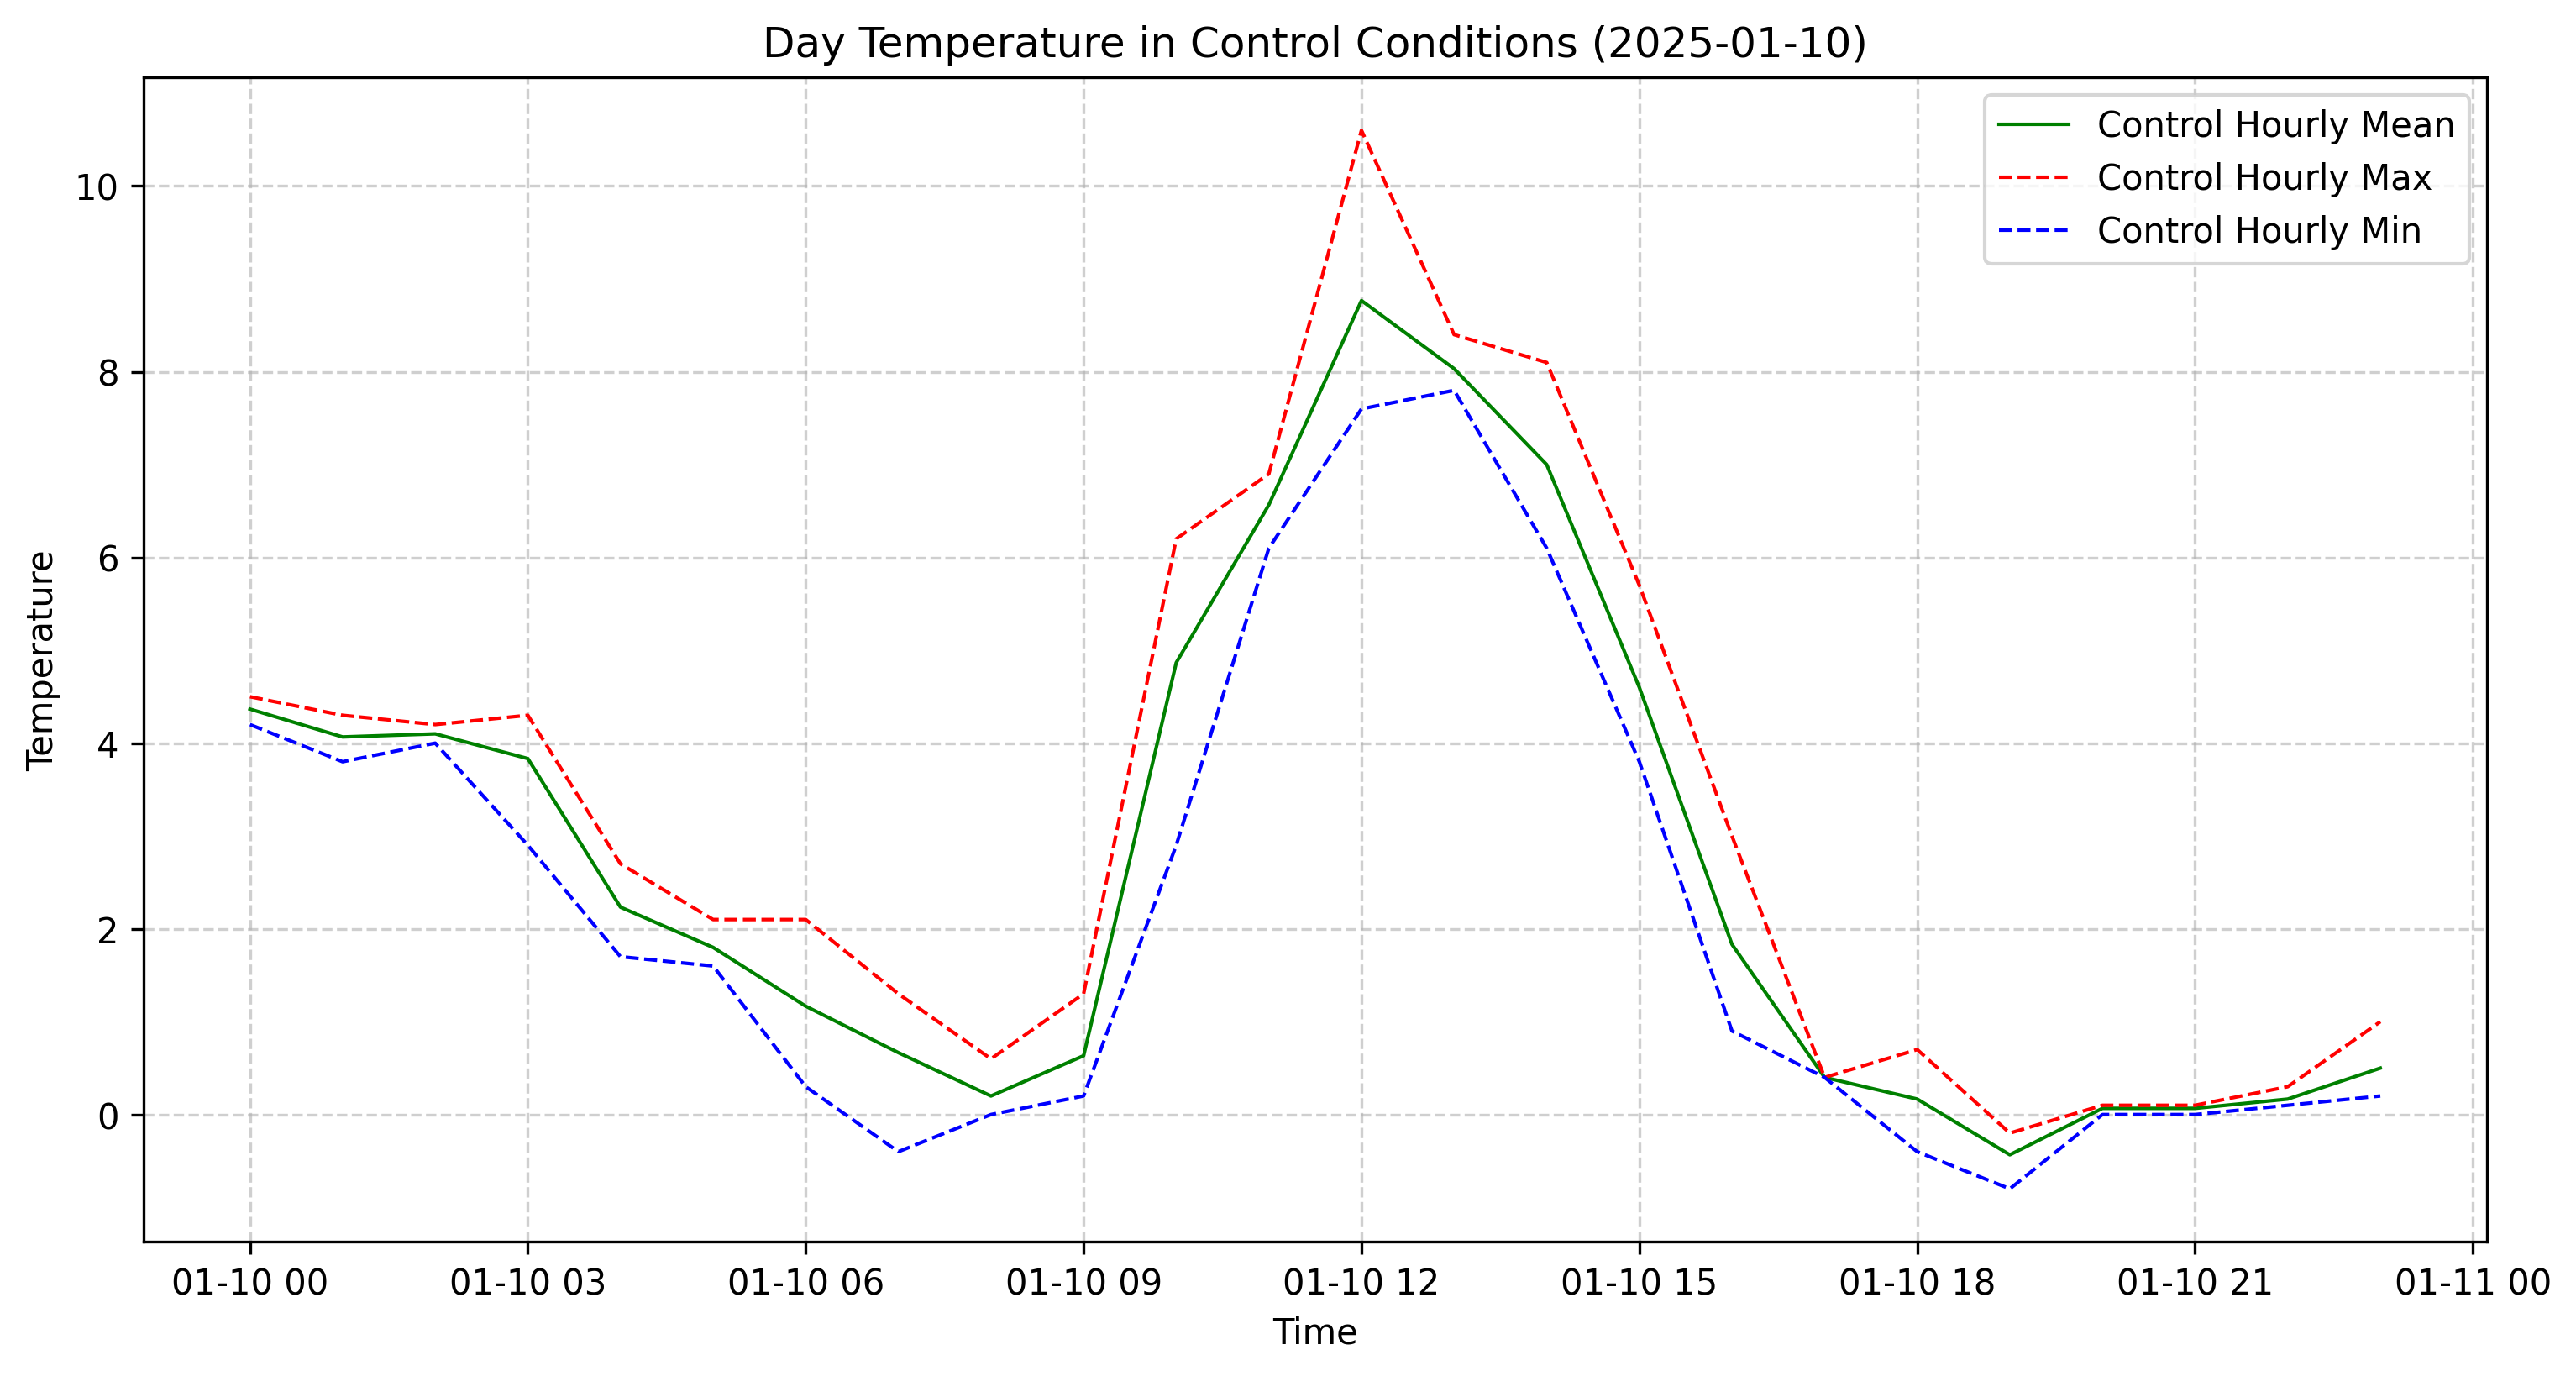 Day Temperature in Control Conditions (2025-01-10)
Control Hourly Mean
Control Hourly Max
Control Hourly Min
10
8
6
4
2
0
Temperature
01-10 00 01-10 03 01-10 06 01-10 09 01-10 12 01-10 15 01-10 18 01-10 21 01-11 00
Time